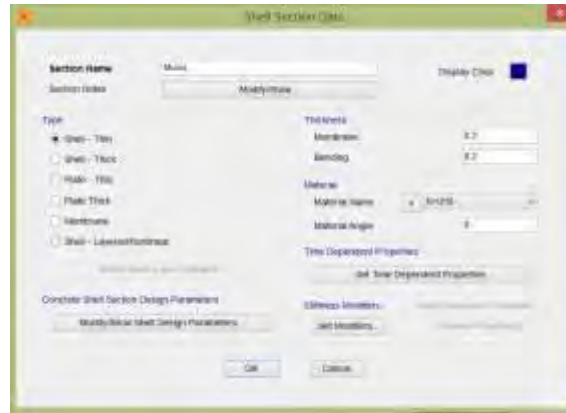 Shell Section Data
Section Name
Display Color
Section Notes
Modify/Show
Type
Shell - Thin
Shell - Thick
Plate - Thin
Plate Thick
Membrane
Shell - Layered/Nonlinear
Thickness
Membrane
0.2
Bending
0.2
Material
Material Name
+
Material Angle
Time Dependent Properties
Set Time Dependent Properties
Concrete Shell Section Design Parameters
Modify/Show Shell Design Parameters
Stiffness Modifiers
Set Modifiers
OK
Cancel